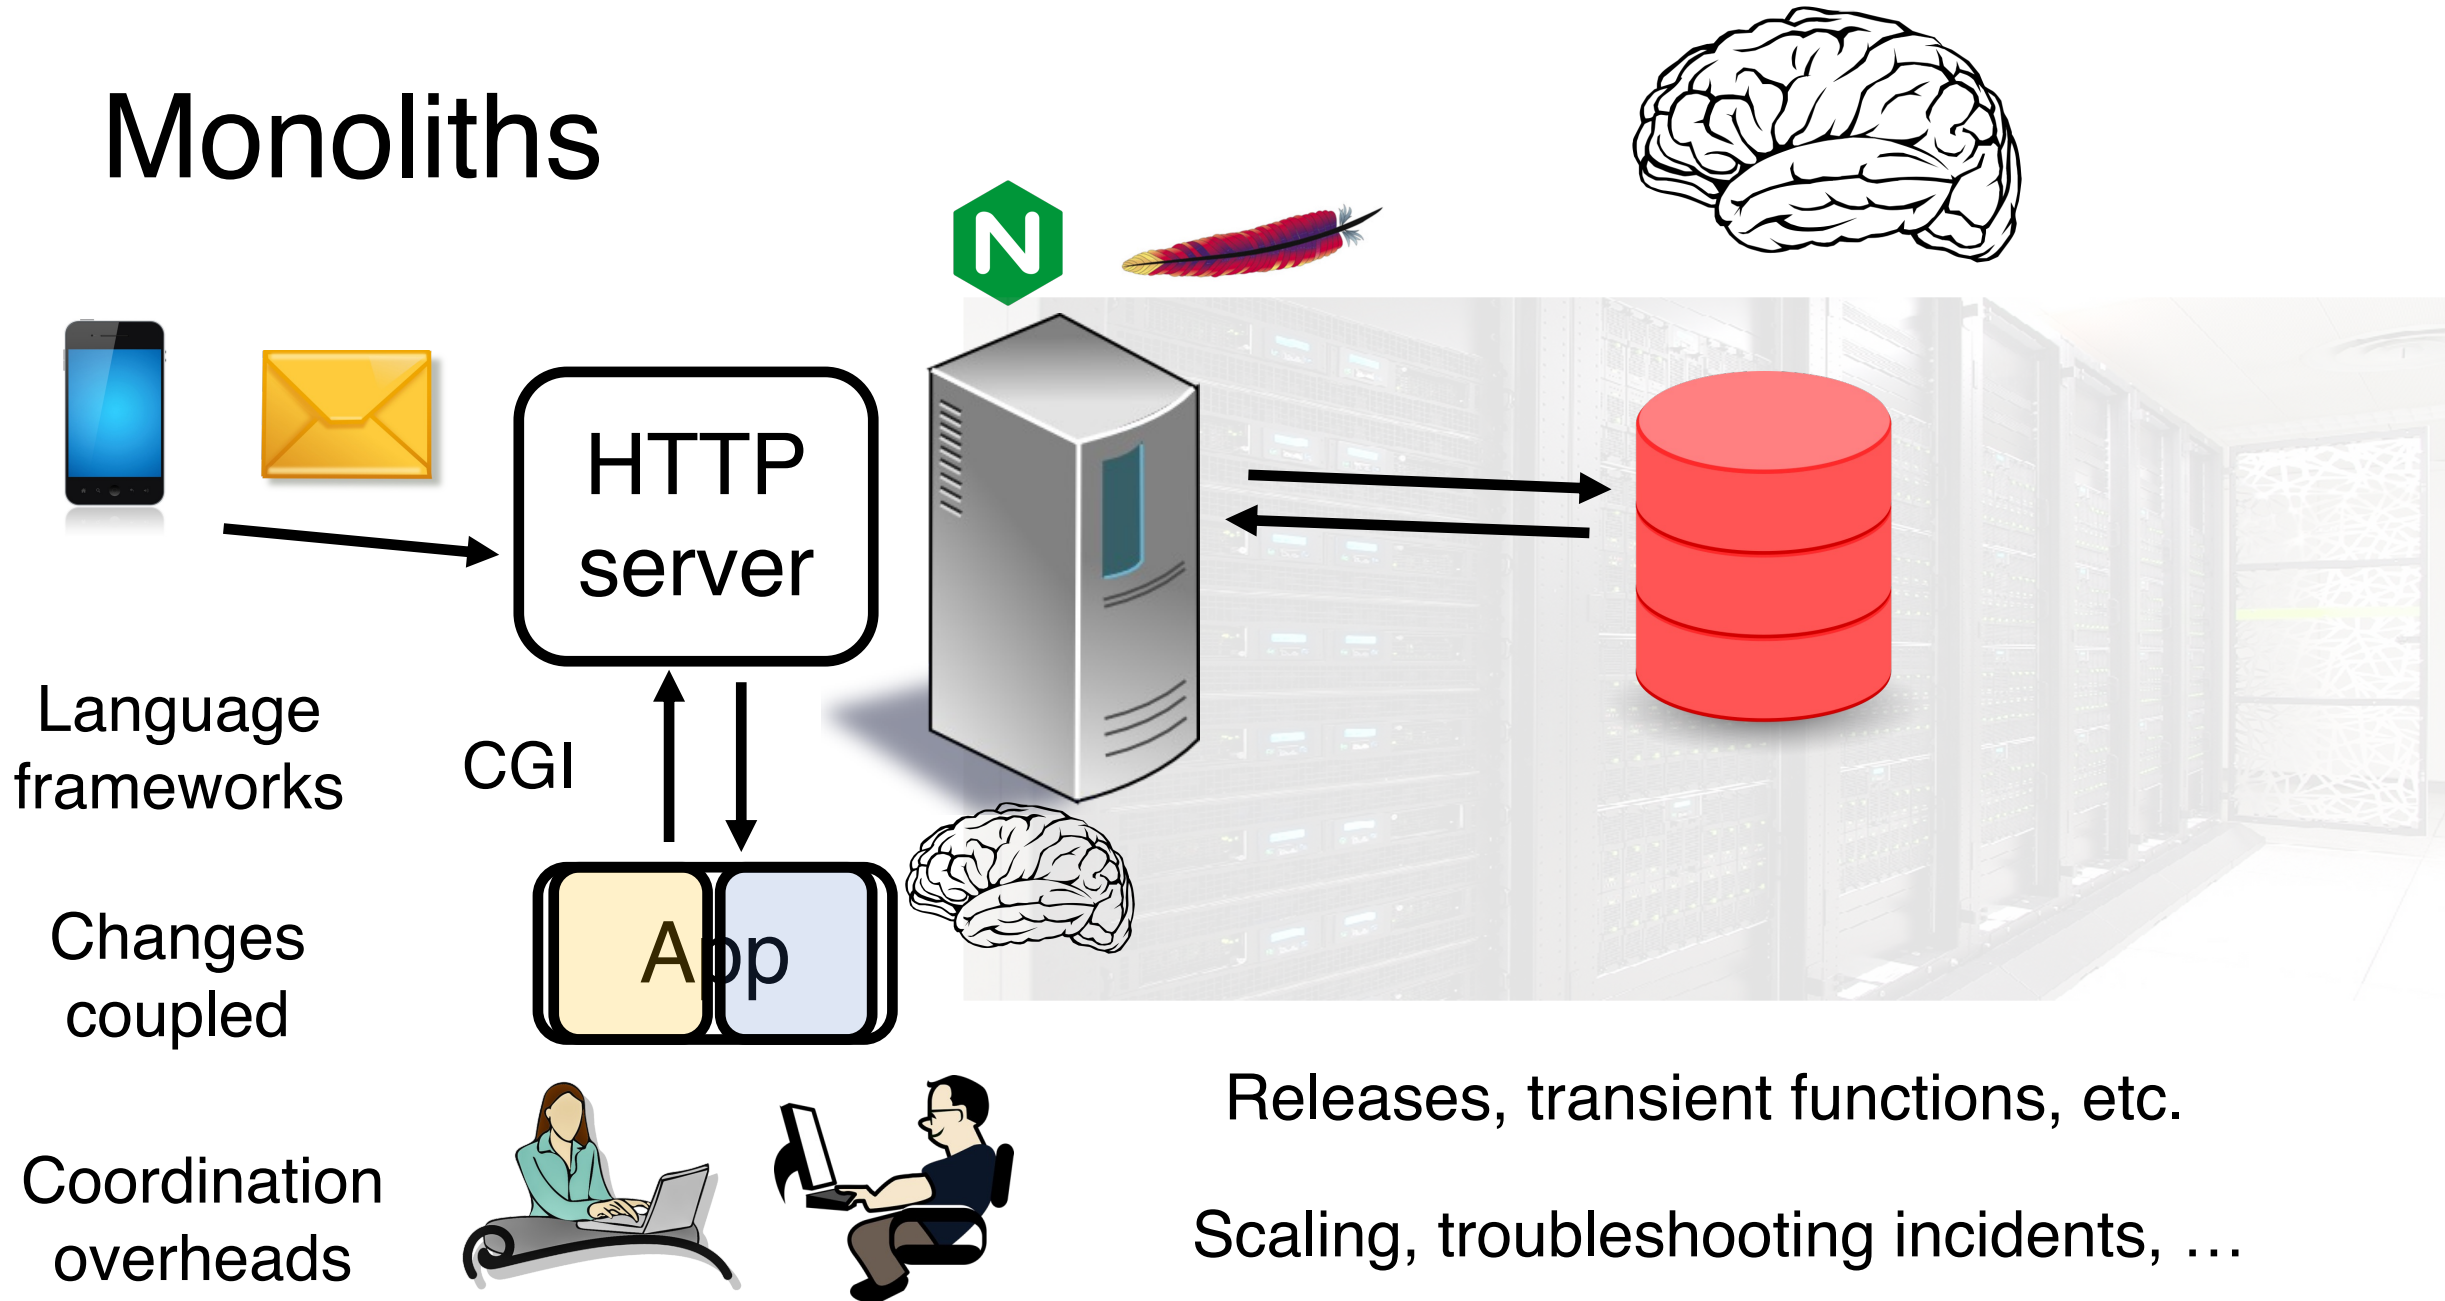 Monoliths
N
HTTP
server
Language
frameworks
CGI
Changes
coupled
App
Coordination
overheads
Releases, transient functions, etc.
Scaling, troubleshooting incidents, …